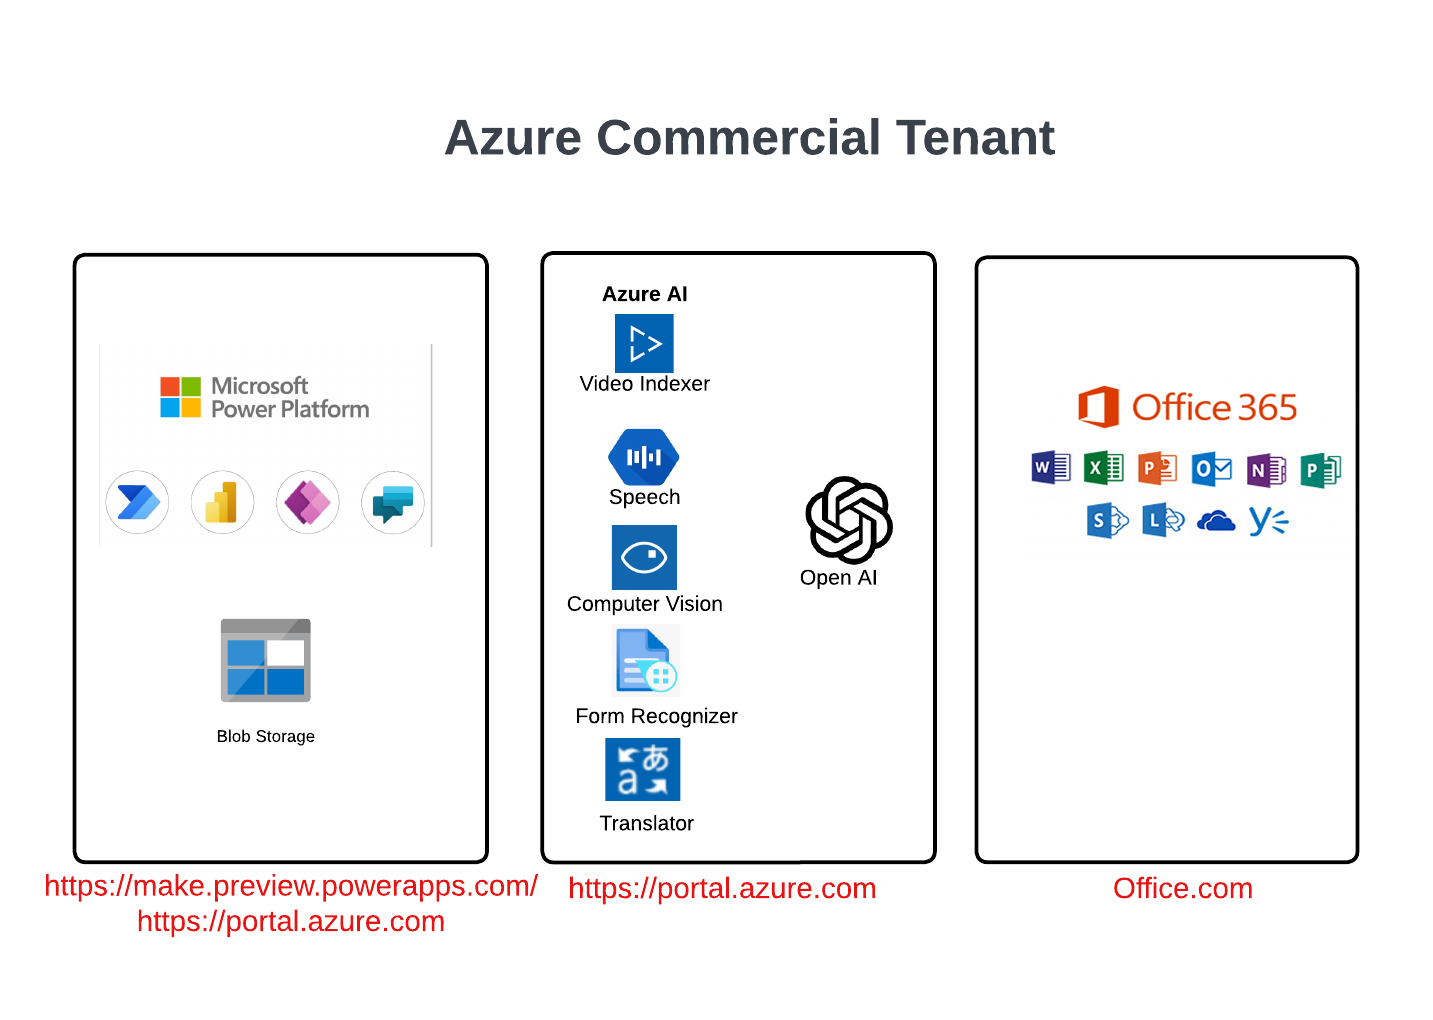 Azure Commercial Tenant
Microsoft
Power Platform
Blob Storage
https://make.preview.powerapps.com/
https://portal.azure.com
Azure AI
Video Indexer
Speech
Computer Vision
Form Recognizer
a あ
Translator
Open AI
https://portal.azure.com
Office 365
W X P O N P
S L y
Office.com